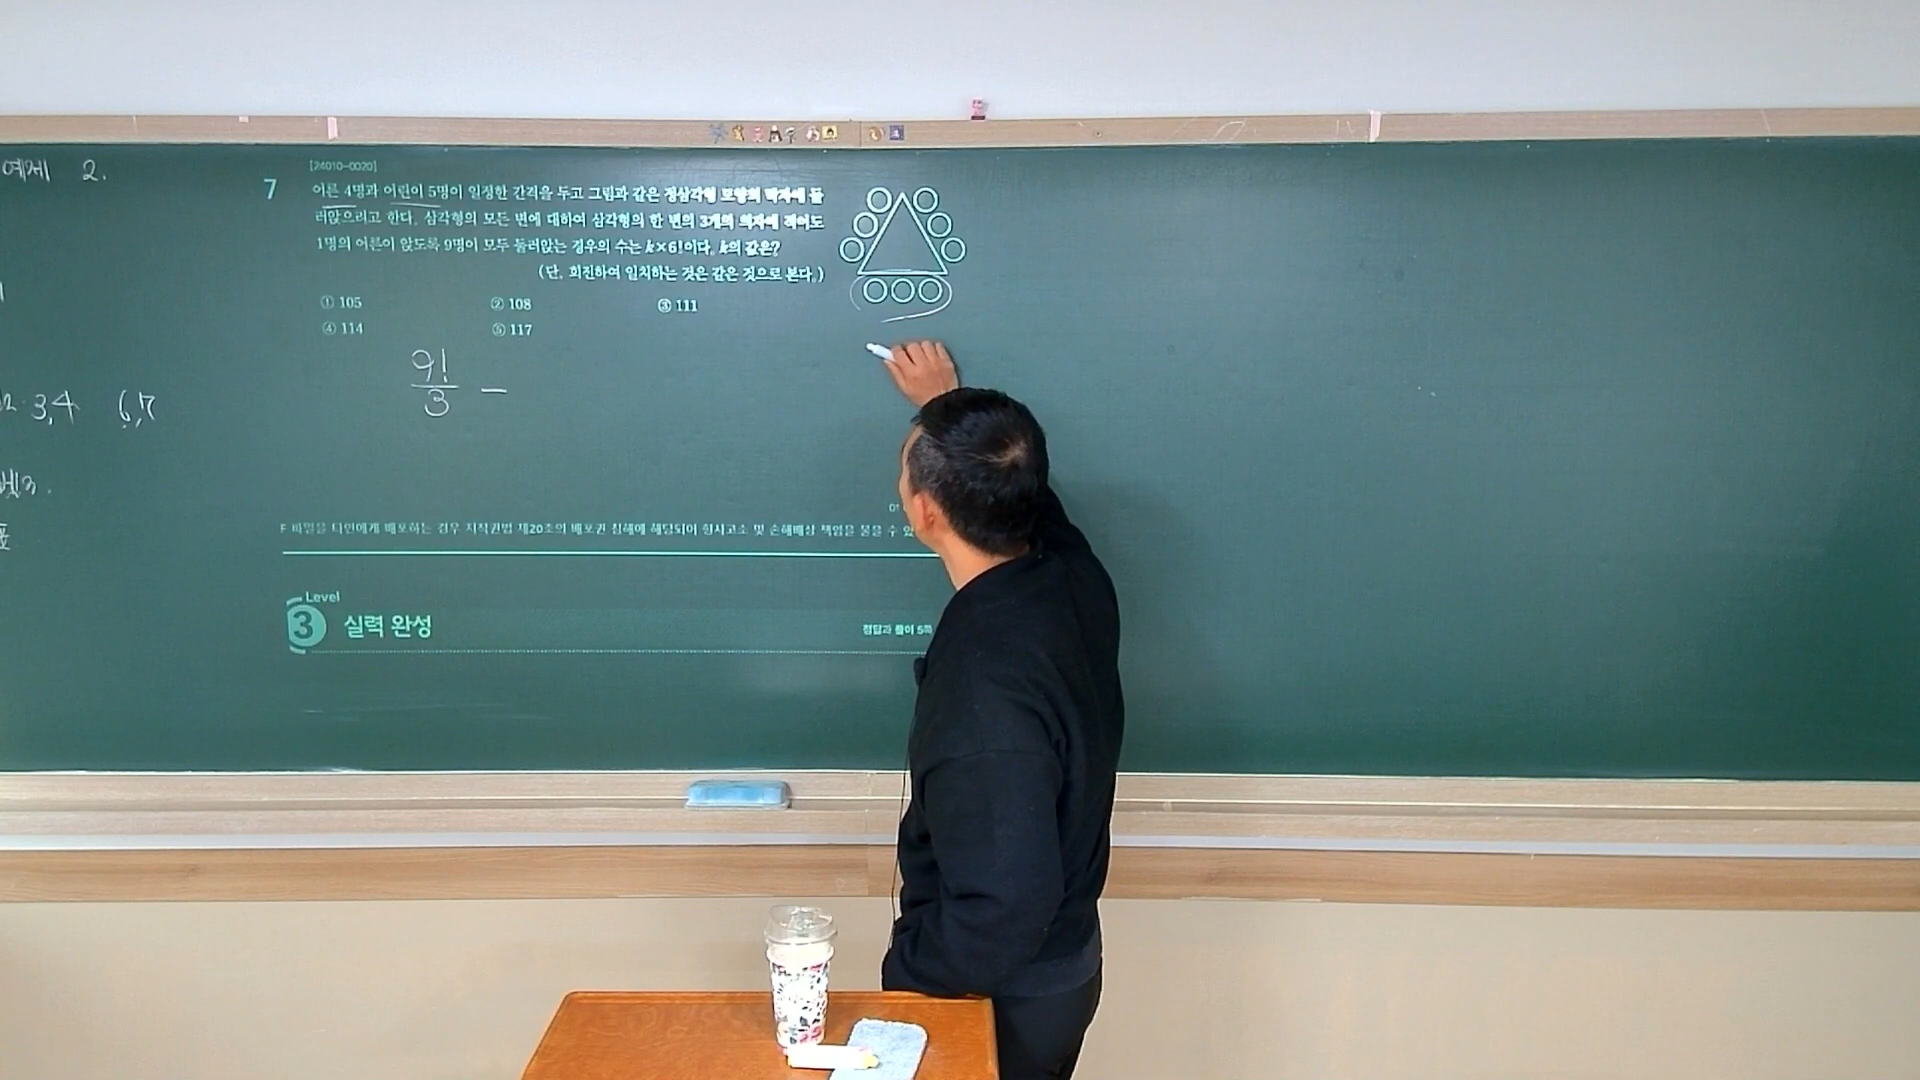 예제 2.
3,4 6,7
[24010-0020]
7 어른 4명과 어린이 5명이 일정한 간격을 두고 그림과 같은 정삼각형 모양의 탁자에 둘
러앉으려고 한다. 삼각형의 모든 변에 대하여 삼각형의 한 변의 3개의 의자에 적어도
1명의 어른이 앉도록 9명이 모두 둘러앉는 경우의 수는 k×6!이다. k의 값은?
(단, 회전하여 일치하는 것은 같은 것으로 본다.)
① 105 ② 108 ③ 111
④ 114 ⑤ 117
9!
3 −
01
F 파일을 타인에게 배포하는 경우 저작권법 제20조의 배포권 침해에 해당되어 형사고소 및 손해배상 책임을 물을 수 있
Level
3 실력 완성
정답과 풀이 5쪽